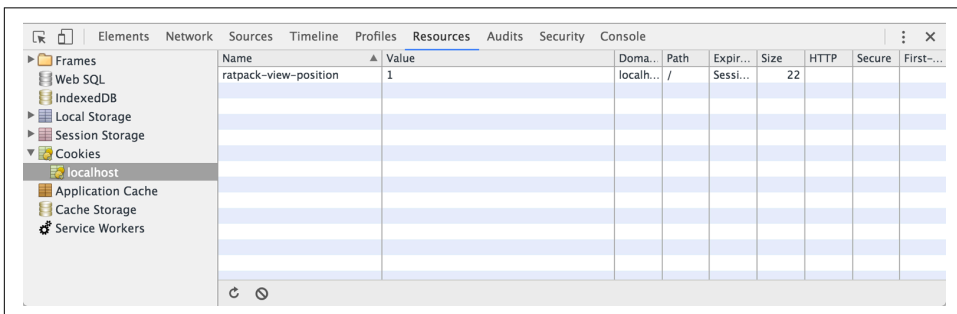 Elements Network Sources Timeline Profiles Resources Audits Security Console
Frames
Web SQL
IndexedDB
Local Storage
Session Storage
Cookies
localhost
Application Cache
Cache Storage
Service Workers
Name Value Doma... Path Expir... Size HTTP Secure First-...
ratpack-view-position 1 localh... / Sessi... 22